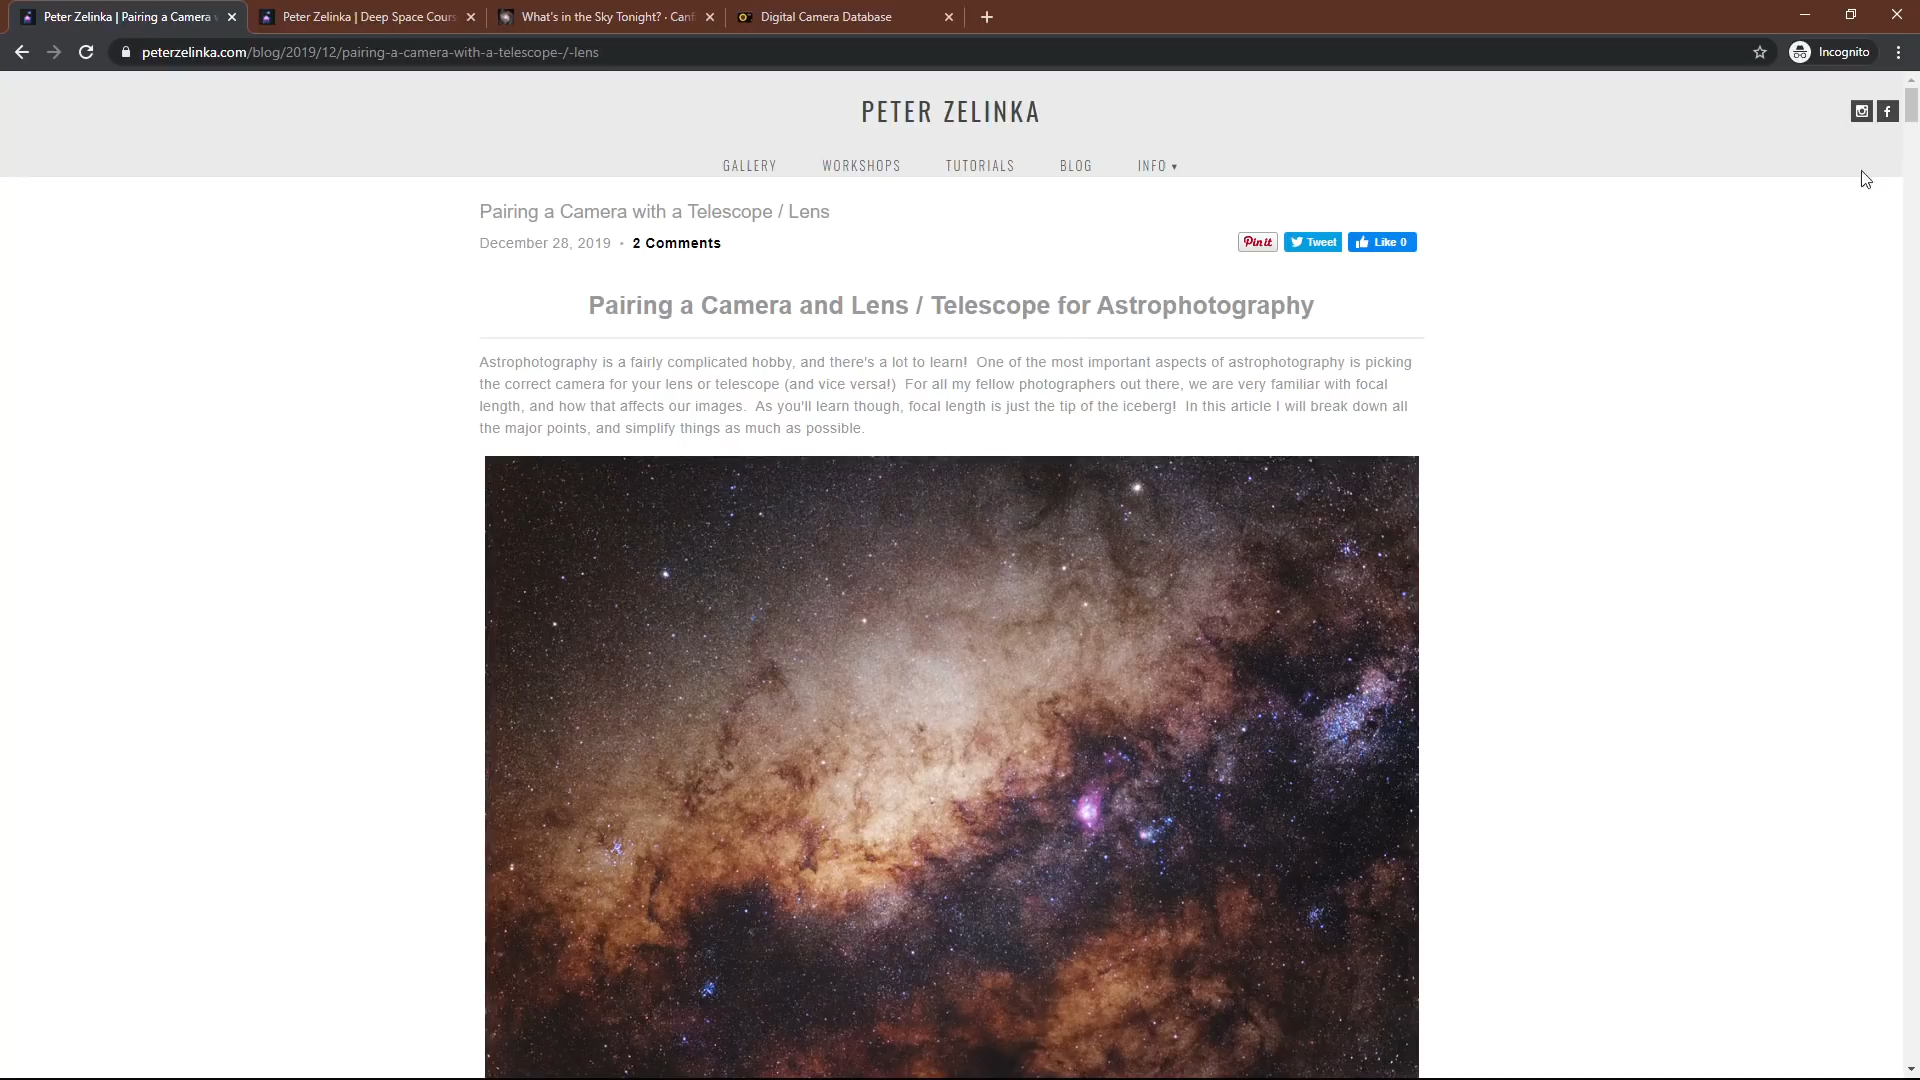 Peter Zelinka | Pairing a Camera
Peter Zelinka | Deep Space Cours
What's in the Sky Tonight? · Canf
Digital Camera Database
peterzelinka.com/blog/2019/12/pairing-a-camera-with-a-telescope-/-lens
Incognito
PETER ZELINKA
GALLERY
WORKSHOPS
TUTORIALS
BLOG
INFO ▾
Pairing a Camera with a Telescope / Lens
December 28, 2019 • 2 Comments
Pin it
Tweet
Like 0
Pairing a Camera and Lens / Telescope for Astrophotography
Astrophotography is a fairly complicated hobby, and there's a lot to learn!  One of the most important aspects of astrophotography is picking
the correct camera for your lens or telescope (and vice versa!)  For all my fellow photographers out there, we are very familiar with focal
length, and how that affects our images.  As you'll learn though, focal length is just the tip of the iceberg!  In this article I will break down all
the major points, and simplify things as much as possible.